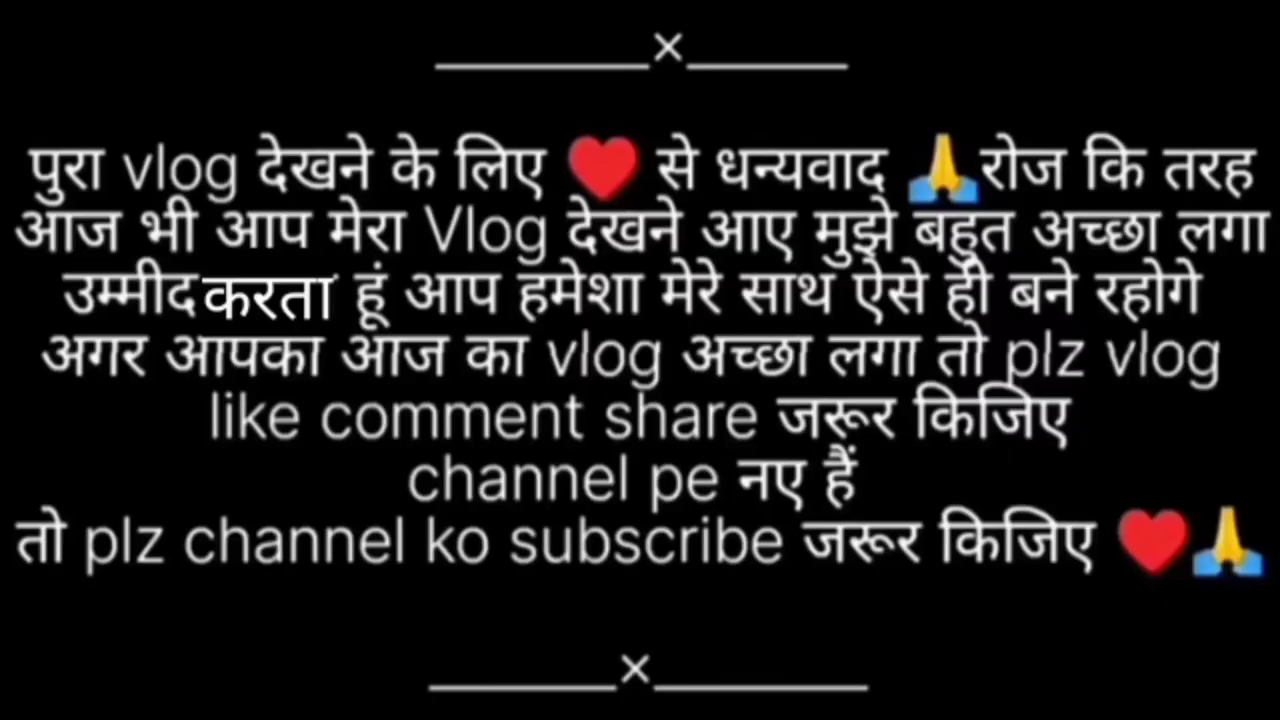 ________×______
पुरा vlog देखने के लिए ❤️ से धन्यवाद 🙏रोज कि तरह
आज भी आप मेरा Vlog देखने आए मुझे बहुत अच्छा लगा
उम्मीद करता हूं आप हमेशा मेरे साथ ऐसे ही बने रहोगे
अगर आपका आज का vlog अच्छा लगा तो plz vlog
like comment share जरूर किजिए
channel pe नए हैं
तो plz channel ko subscribe जरूर किजिए ❤️🙏
_______×________